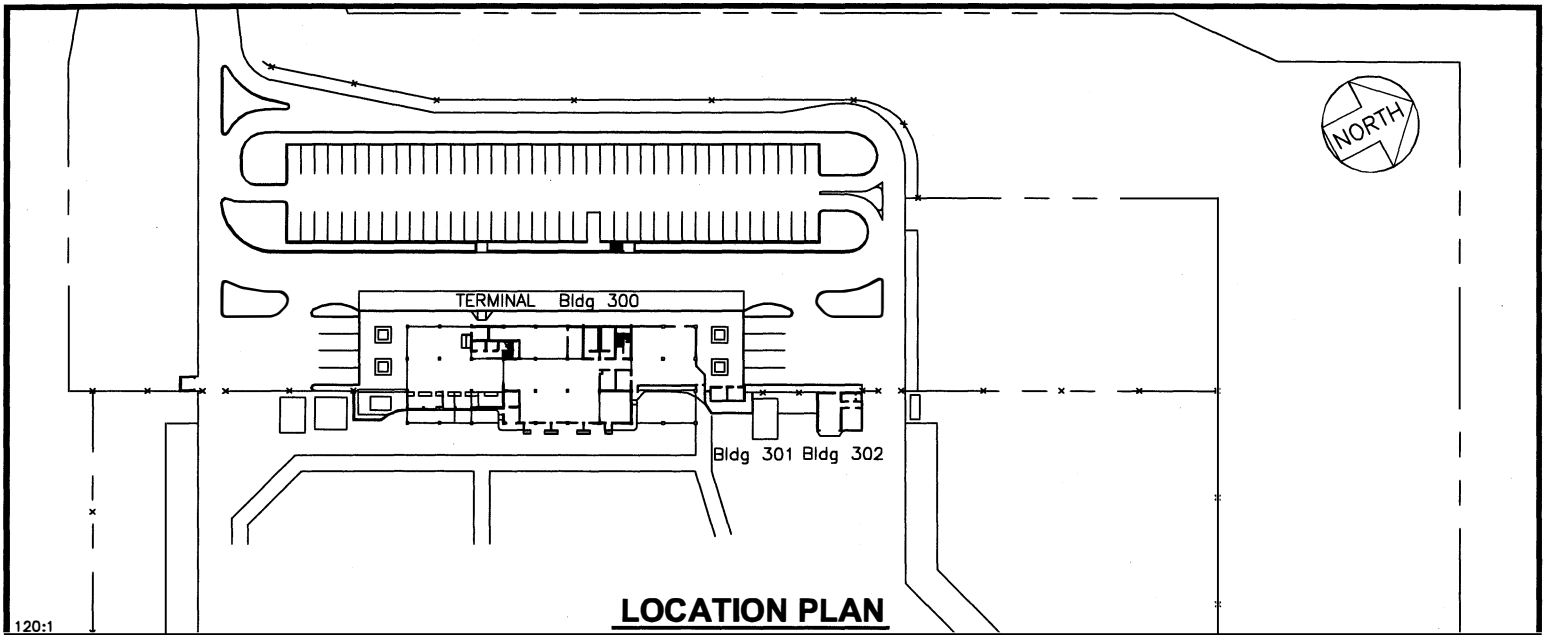 NORTH
TERMINAL Bldg 300
Bldg 301 Bldg 302
LOCATION PLAN
120:1